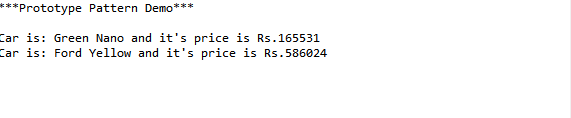 ***Prototype Pattern Demo***
Car is: Green Nano and it's price is Rs.165531
Car is: Ford Yellow and it's price is Rs.586024